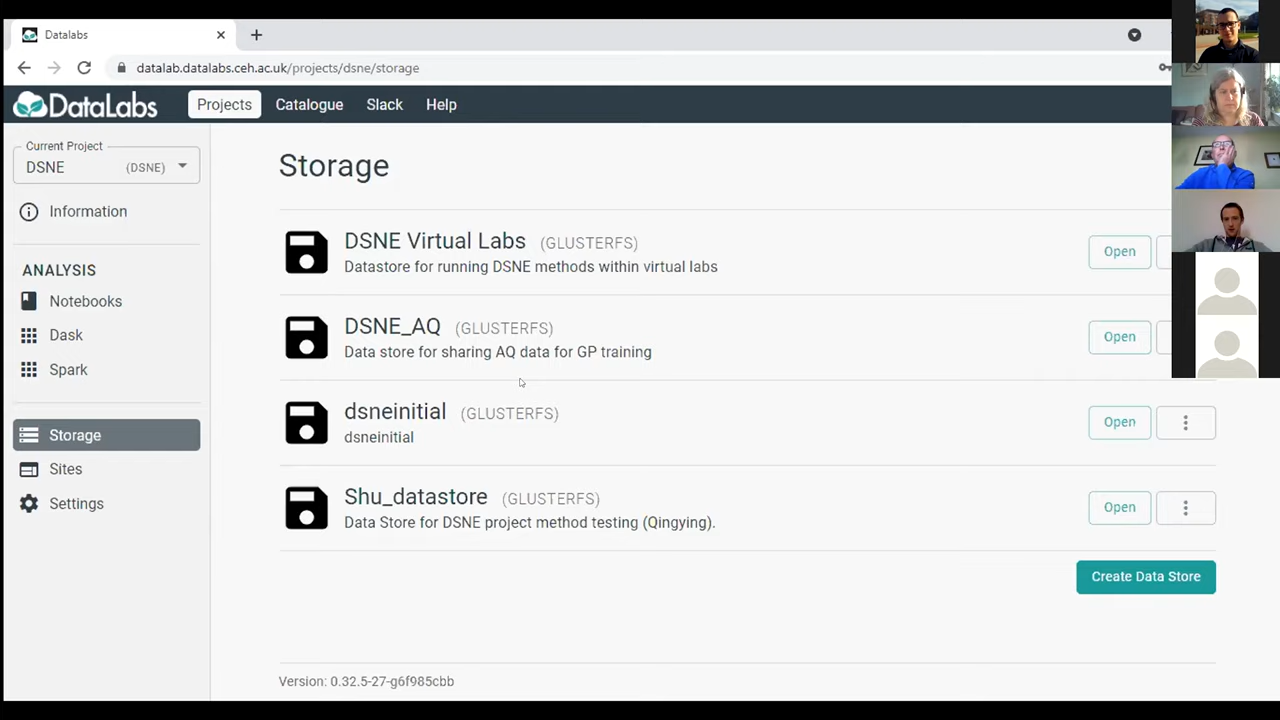 Datalabs
datalab.datalabs.ceh.ac.uk/projects/dsne/storage
DataLabs Projects Catalogue Slack Help
Current Project
DSNE (DSNE)
Information
ANALYSIS
Notebooks
Dask
Spark
Storage
Sites
Settings
Storage
DSNE Virtual Labs (GLUSTERFS)
Datastore for running DSNE methods within virtual labs
Open
DSNE_AQ (GLUSTERFS)
Data store for sharing AQ data for GP training
Open
dsneinitial (GLUSTERFS)
dsneinitial
Open
Shu_datastore (GLUSTERFS)
Data Store for DSNE project method testing (Qingying).
Open
Create Data Store
Version: 0.32.5-27-g6f985cbb